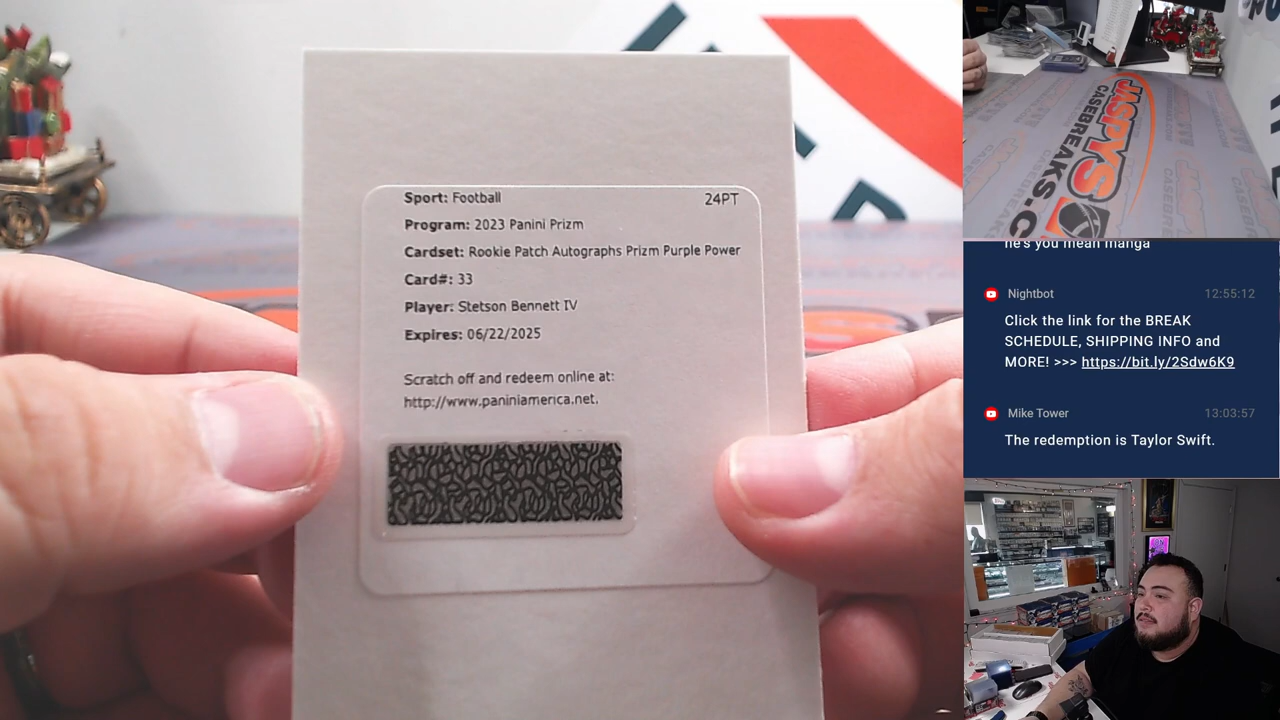 Sport: Football 24PT
Program: 2023 Panini Prizm
Cardset: Rookie Patch Autographs Prizm Purple Power
Card#: 33
Player: Stetson Bennett IV
Expires: 06/22/2025
Scratch off and redeem online at:
http://www.paniniamerica.net.
JASPYS
CASEBREAKS.C
he's you mean manga
Nightbot 12:55:12
Click the link for the BREAK
SCHEDULE, SHIPPING INFO and
MORE! >>> https://bit.ly/2Sdw6K9
Mike Tower 13:03:57
The redemption is Taylor Swift.